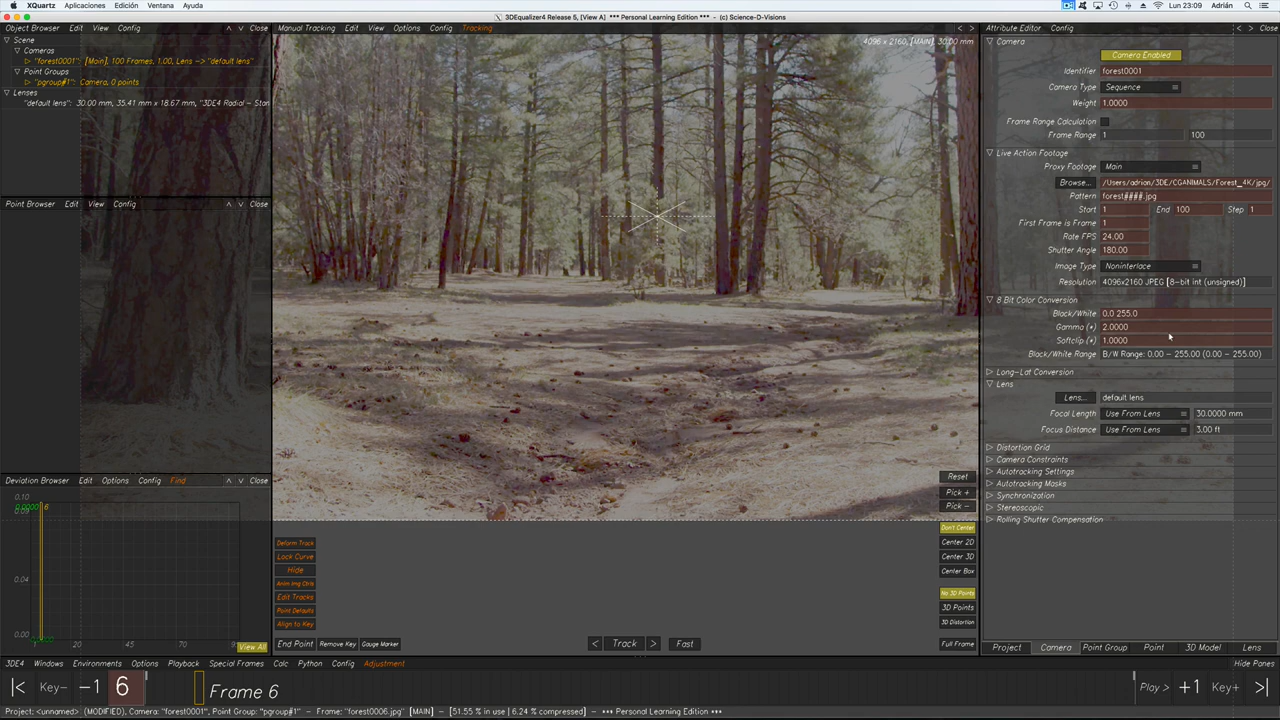 XQuartz Aplicaciones Edición Ventana Ayuda
Lun 23:09 Adrián
3DEqualizer4 Release 5, [View A] *** Personal Learning Edition *** - (c) Science-D-Visions
Object Browser Edit View Config Close
Scene
Cameras
"forest0001": [Main], 100 Frames, 1.00, Lens -> "default lens"
Point Groups
"pgroup#1": Camera, 0 points
Lenses
"default lens": 30.00 mm, 35.41 mm x 18.67 mm, "3DE4 Radial - Stan
Point Browser Edit View Config Close
Deviation Browser Edit Options Config Find Close
0.10
0.0000 6
0.04
0.00
20 45 70 9
View All
Manual Tracking Edit View Options Config Tracking
4096 x 2160, [MAIN], 30.00 mm
Reset
Pick +
Pick -
Don't Center
Center 2D
Center 3D
Center Box
No 3D Points
3D Points
3D Distortion
Full Frame
Deform Track
Lock Curve
Hide
Anim Img Ctrls
Edit Tracks
Point Defaults
Align to Key
End Point Remove Key Gauge Marker < Track > Fast
Attribute Editor Config < > Close
Camera
Camera Enabled
Identifier forest0001
Camera Type Sequence
Weight 1.0000
Frame Range Calculation
Frame Range 1 100
Live Action Footage
Proxy Footage Main
Browse... /Users/adrian/3DE/CGANIMALS/Forest_4K/jpg/
Pattern forest####.jpg
Start 1 End 100 Step 1
First Frame is Frame 1
Rate FPS 24.00
Shutter Angle 180.00
Image Type Noninterlace
Resolution 4096x2160 JPEG [8-bit int (unsigned)]
8 Bit Color Conversion
Black/White 0.0 255.0
Gamma (*) 2.0000
Softclip (*) 1.0000
Black/White Range B/W Range: 0.00 - 255.00 (0.00 - 255.00)
Long-Lat Conversion
Lens
Lens... default lens
Focal Length Use From Lens 30.0000 mm
Focus Distance Use From Lens 3.00 ft
Distortion Grid
Camera Constraints
Autotracking Settings
Autotracking Masks
Synchronization
Stereoscopic
Rolling Shutter Compensation
Project Camera Point Group Point 3D Model Lens
3DE4 Windows Environments Options Playback Special Frames Calc Python Config Adjustment Hide Panes
|< Key- -1 6 Frame 6 Play > +1 Key+ >|
Project: <unnamed> (MODIFIED), Camera: "forest0001", Point Group: "pgroup#1" - Frame: "forest0006.jpg" [MAIN] - [51.55 % in use | 6.24 % compressed] - *** Personal Learning Edition ***